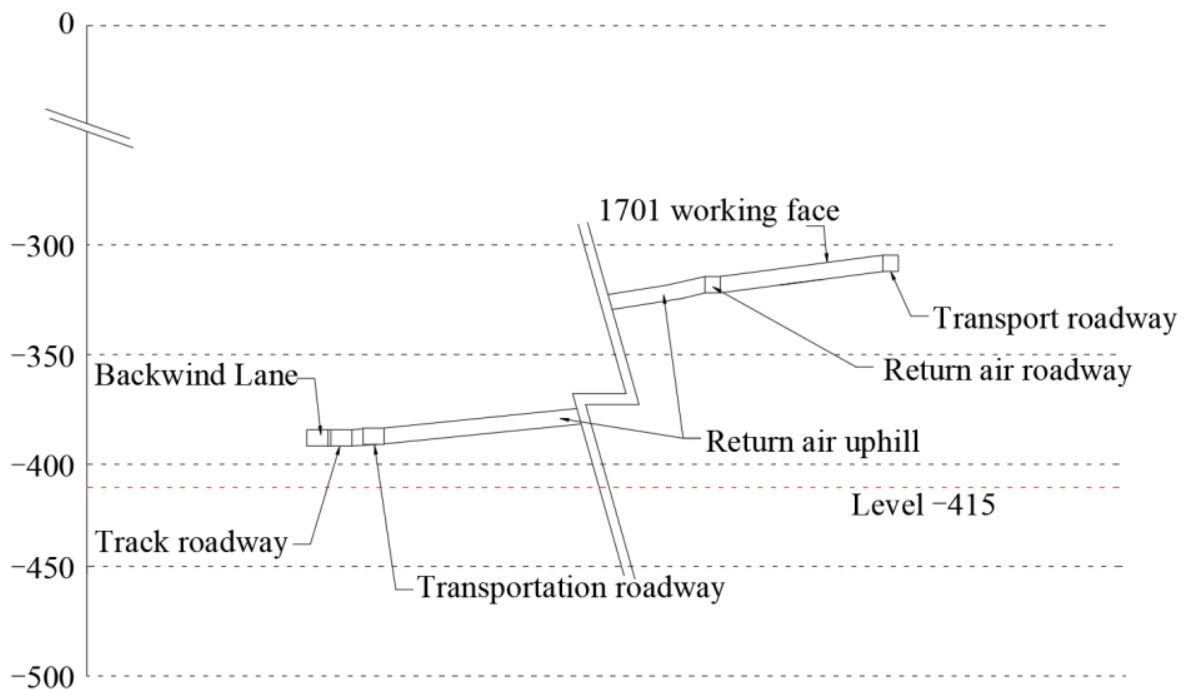 0
1701 working face
−300
Transport roadway
−350
Return air roadway
Backwind Lane
Return air uphill
−400
Level −415
Track roadway
−450
Transportation roadway
−500